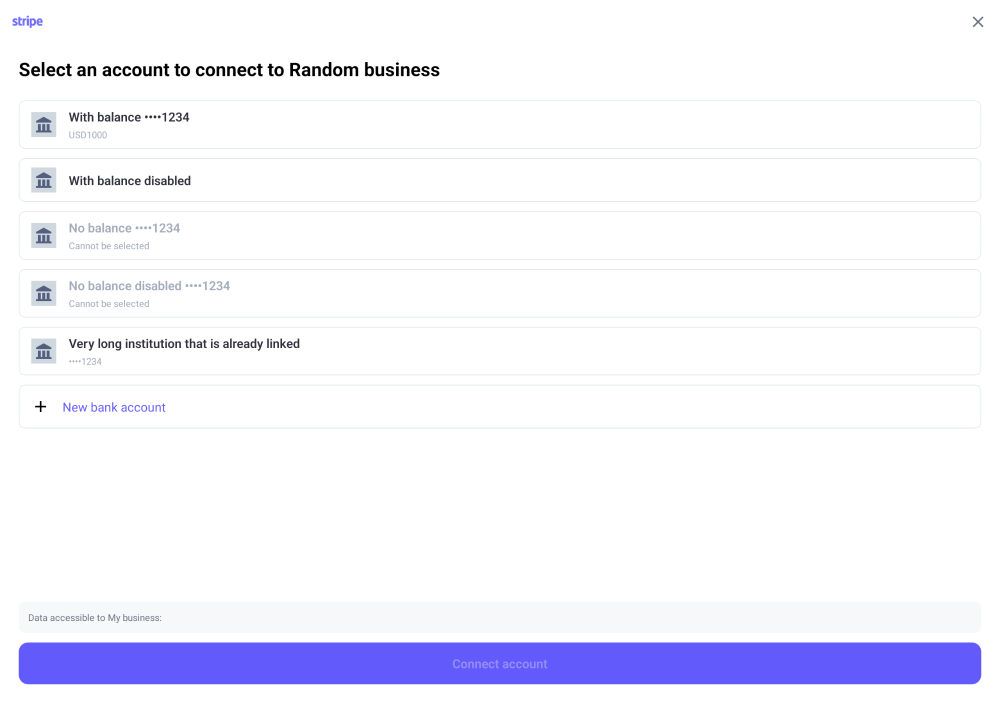 stripe
Select an account to connect to Random business
With balance ••••1234
USD1000
With balance disabled
No balance ••••1234
Cannot be selected
No balance disabled ••••1234
Cannot be selected
Very long institution that is already linked
••••1234
New bank account
Data accessible to My business:
Connect account